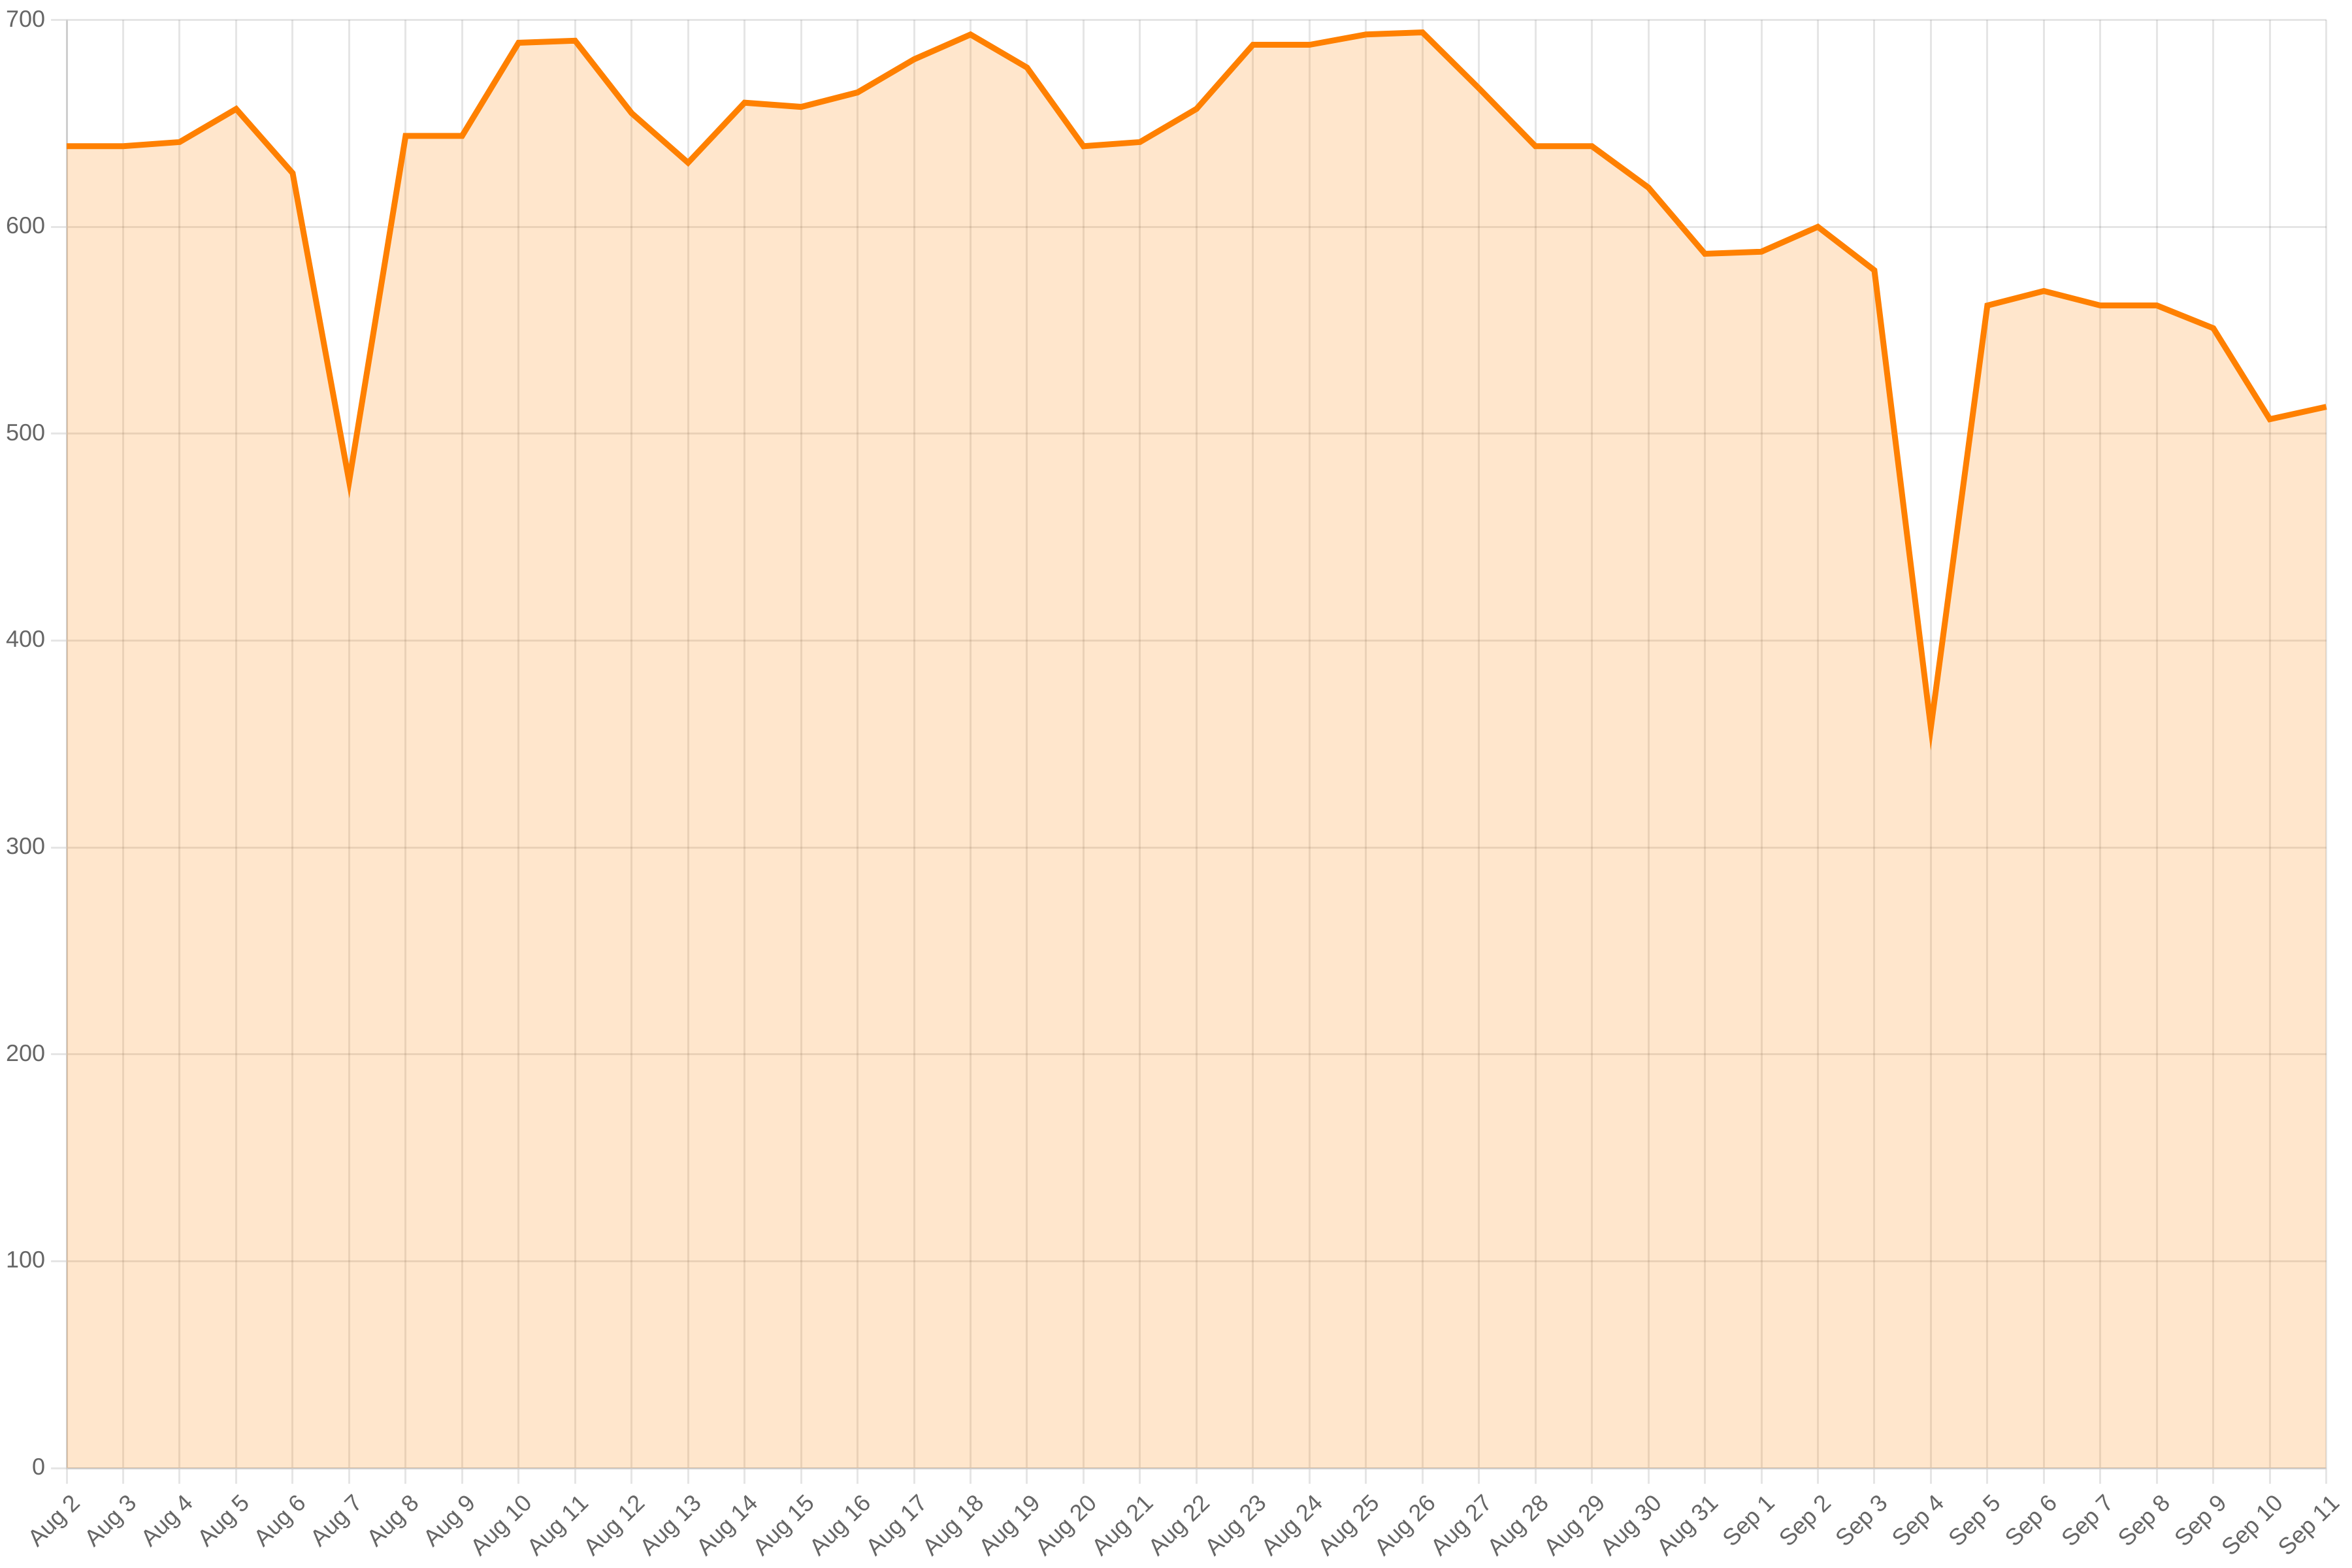 700
600
500
400
300
200
100
0
Aug 2
Aug 3
Aug 4
Aug 5
Aug 6
Aug 7
Aug 8
Aug 9
Aug 10
Aug 11
Aug 12
Aug 13
Aug 14
Aug 15
Aug 16
Aug 17
Aug 18
Aug 19
Aug 20
Aug 21
Aug 22
Aug 23
Aug 24
Aug 25
Aug 26
Aug 27
Aug 28
Aug 29
Aug 30
Aug 31
Sep 1
Sep 2
Sep 3
Sep 4
Sep 5
Sep 6
Sep 7
Sep 8
Sep 9
Sep 10
Sep 11